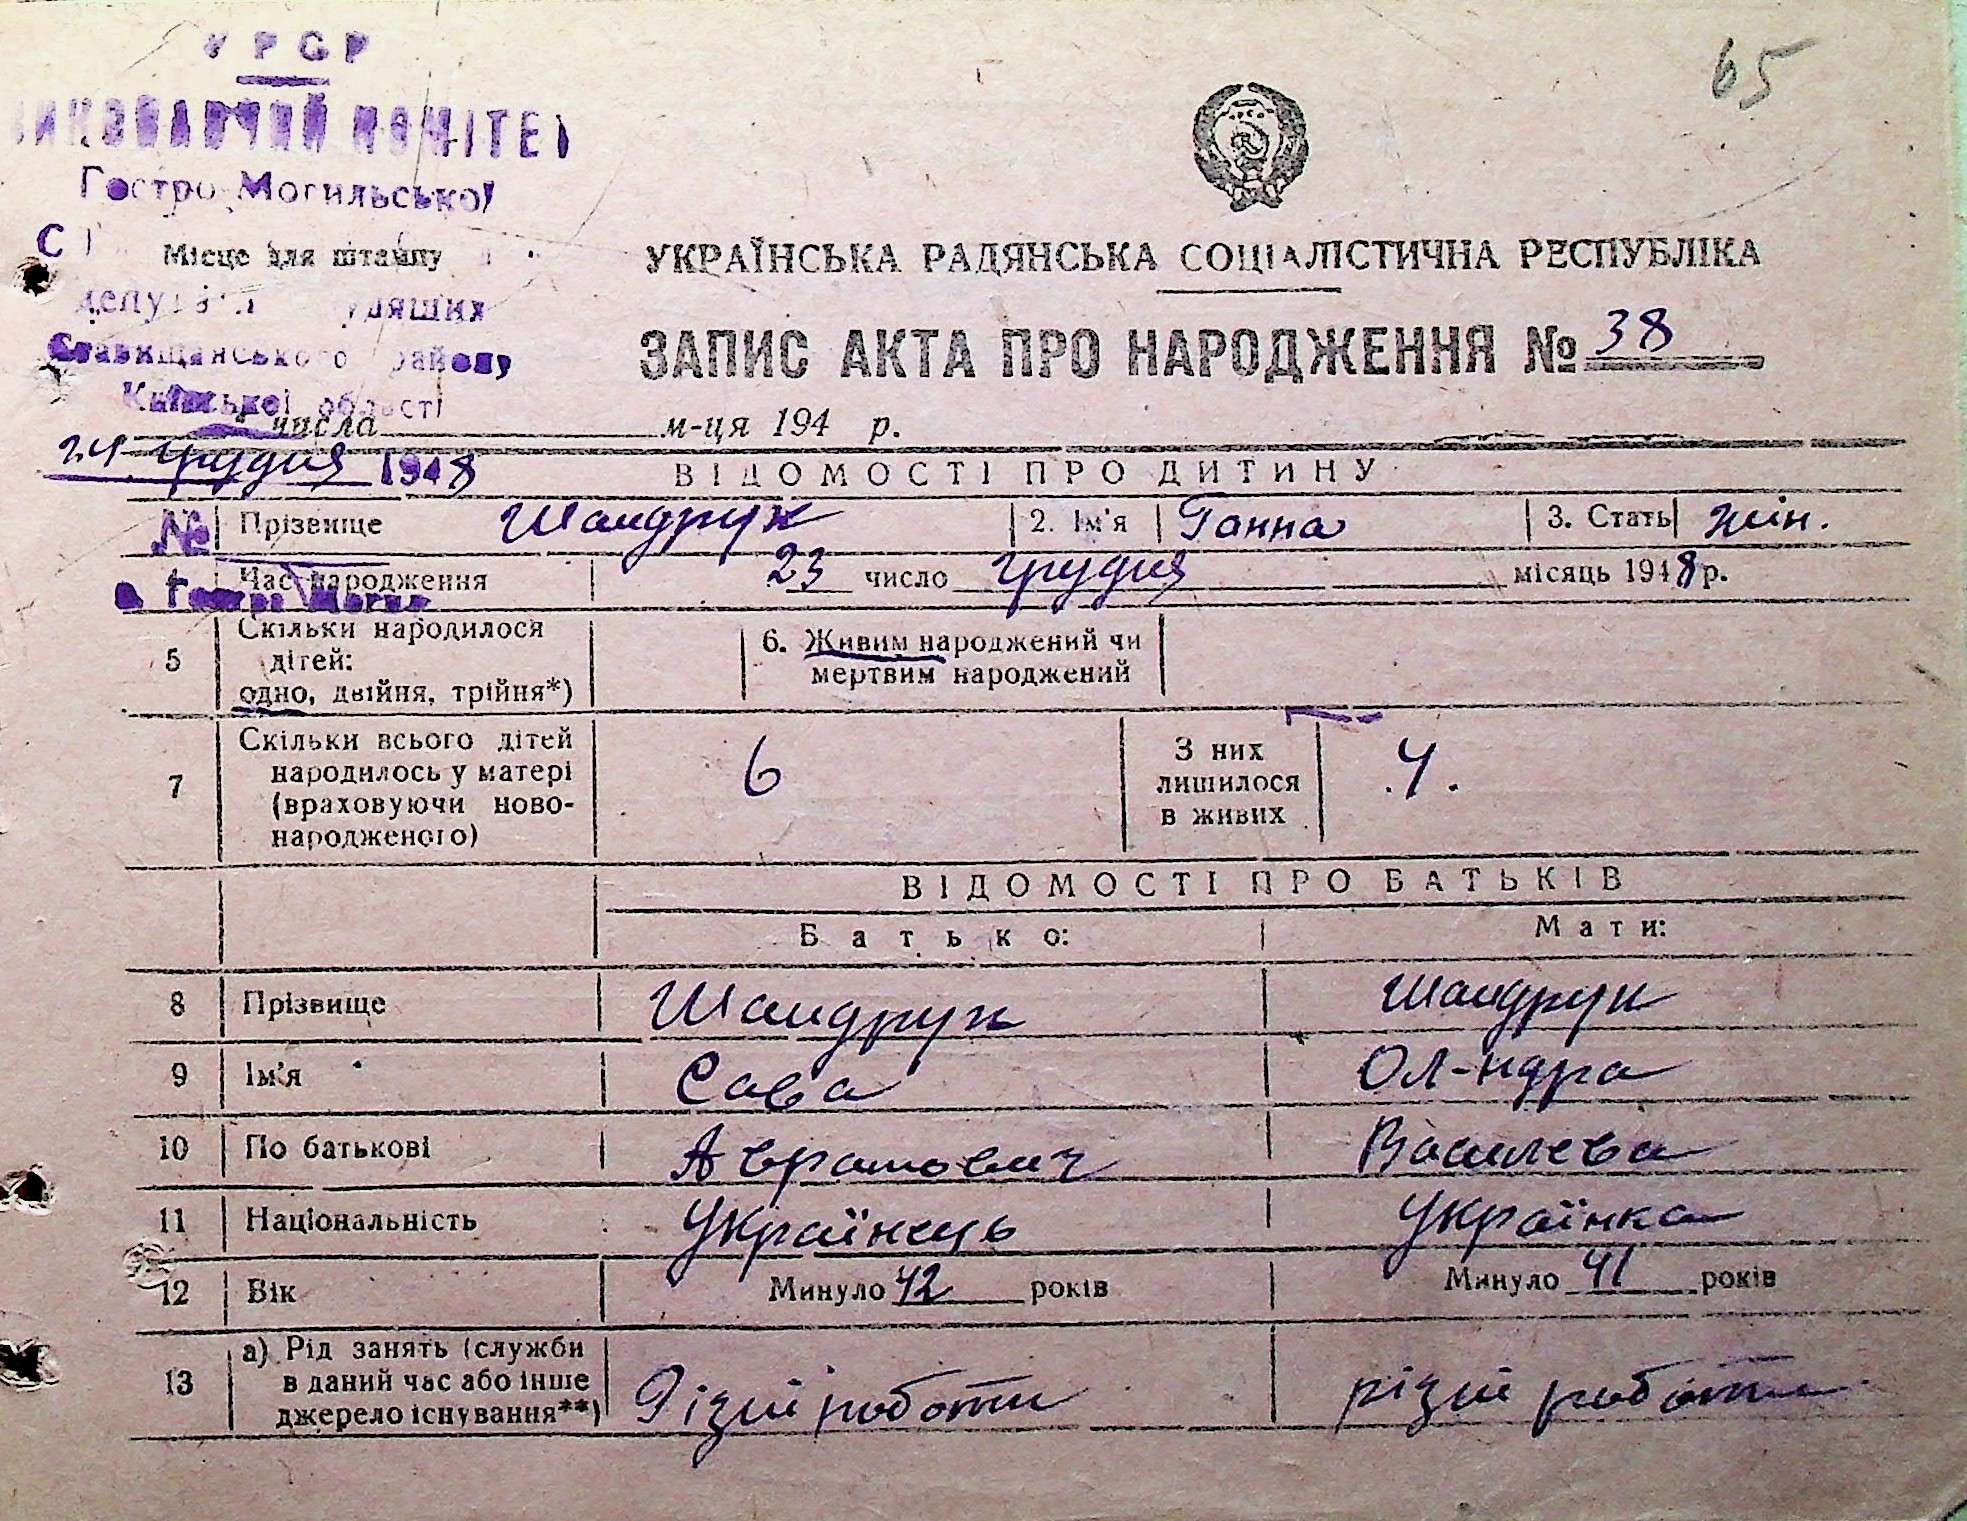 65
УРСР
ВИКОНАВЧИЙ КОМІТЕТ
Гостро Могильської
Місце для штампу
УКРАЇНСЬКА РАДЯНСЬКА СОЦІАЛІСТИЧНА РЕСПУБЛІКА
депутатів трудящих
Ставищанського району
ЗАПИС АКТА ПРО НАРОДЖЕННЯ № 38
Київської області
числа м-ця 194 р.
24 грудня 1948
ВІДОМОСТІ ПРО ДИТИНУ
№ Прізвище Шандрук 2. Ім'я Ганна 3. Стать жін.
4 Час народження 23 число грудня місяць 1948 р.
с. Гостра Могила
5 Скільки народилося дітей: одно, двійня, трійня*) 6. Живим народжений чи мертвим народжений
7 Скільки всього дітей народилось у матері (враховуючи ново-народженого) 6 З них лишилося в живих 4.
ВІДОМОСТІ ПРО БАТЬКІВ
Батько: Мати:
8 Прізвище Шандрук Шандрук
9 Ім'я Сава Ол-ндра
10 По батькові Аврамович Василева
11 Національність Українець Українка
12 Вік Минуло 42 років Минуло 41 років
13 а) Рід занять (служби в даний час або інше джерело існування**) Різні роботи різні роботи